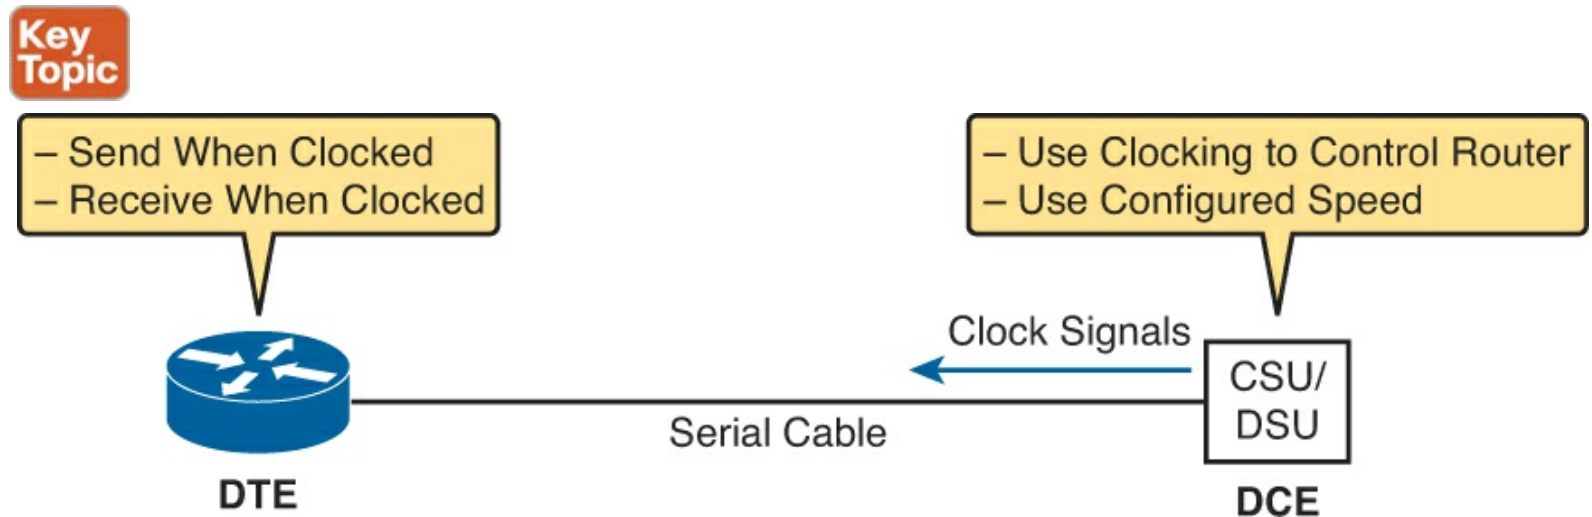 Key
Topic
– Send When Clocked
– Receive When Clocked
– Use Clocking to Control Router
– Use Configured Speed
Clock Signals
CSU/
DSU
Serial Cable
DTE
DCE